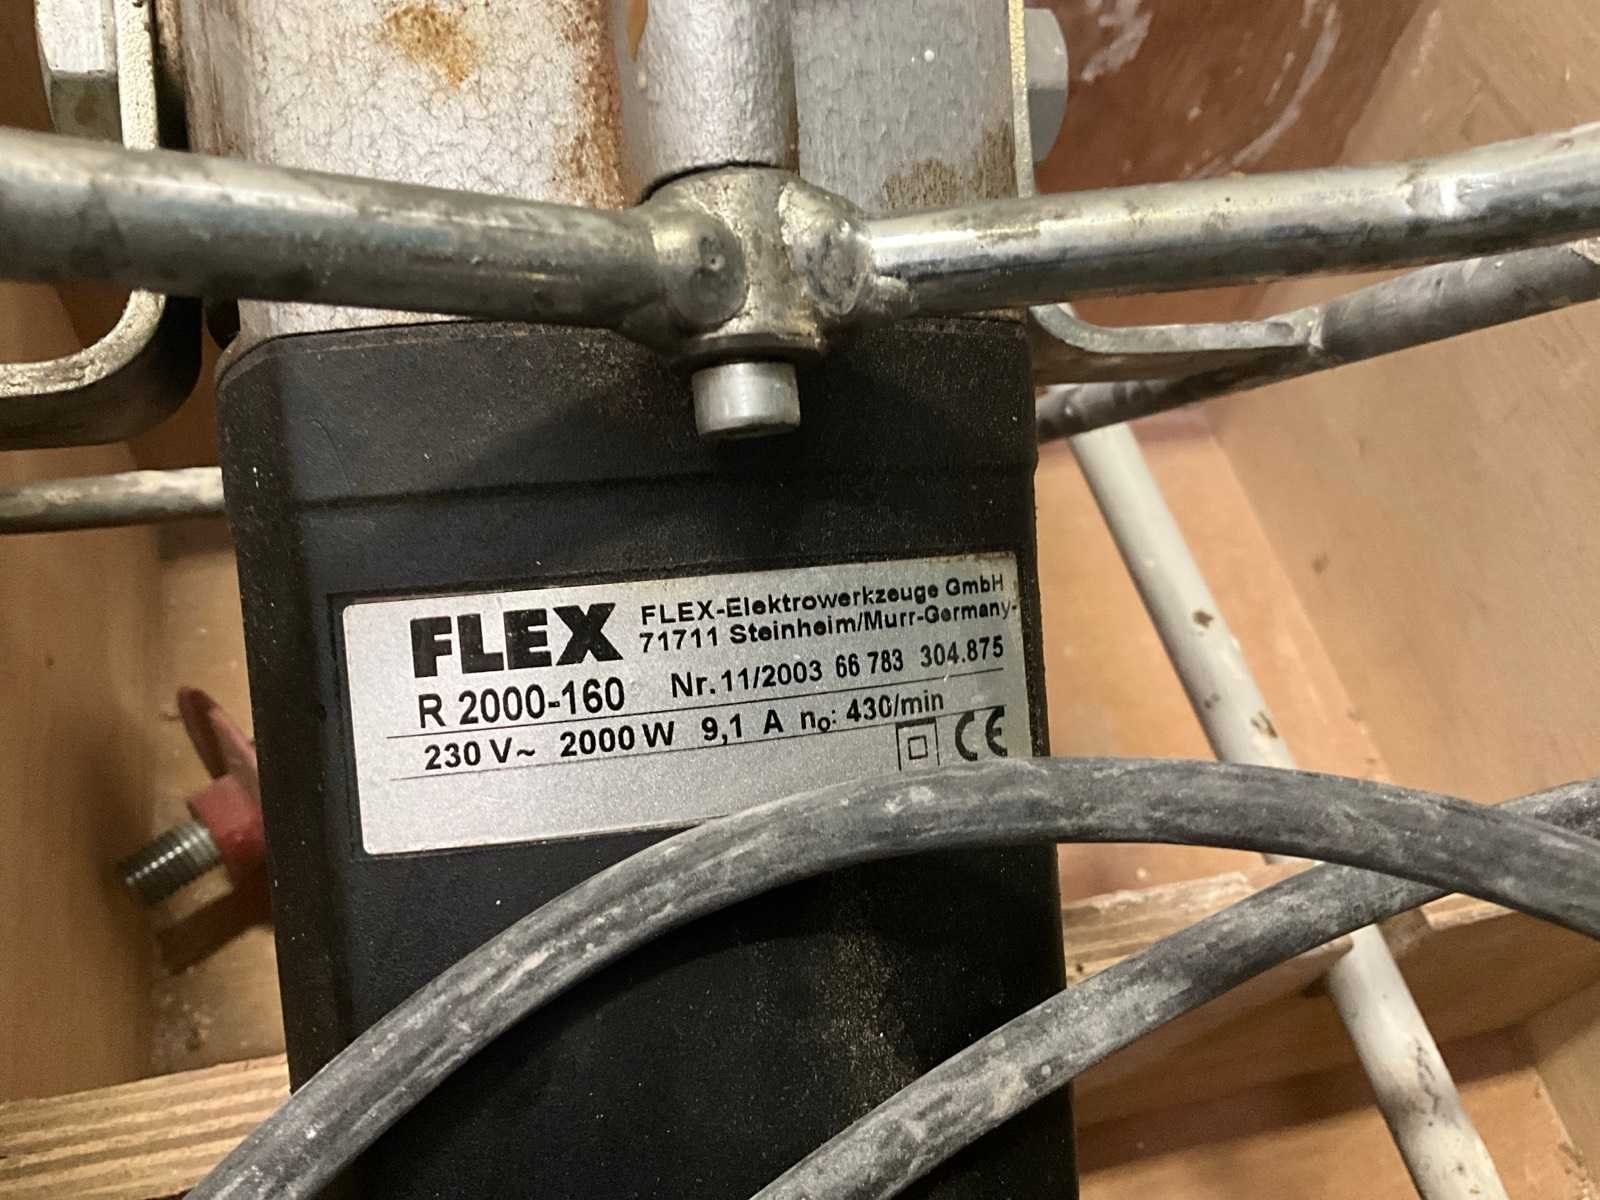 FLEX
FLEX-Elektrowerkzeuge GmbH
71711 Steinheim/Murr-Germany-
R 2000-160 Nr. 11/2003 66 783 304.875
230 V~ 2000 W 9,1 A n₀: 430/min
CE